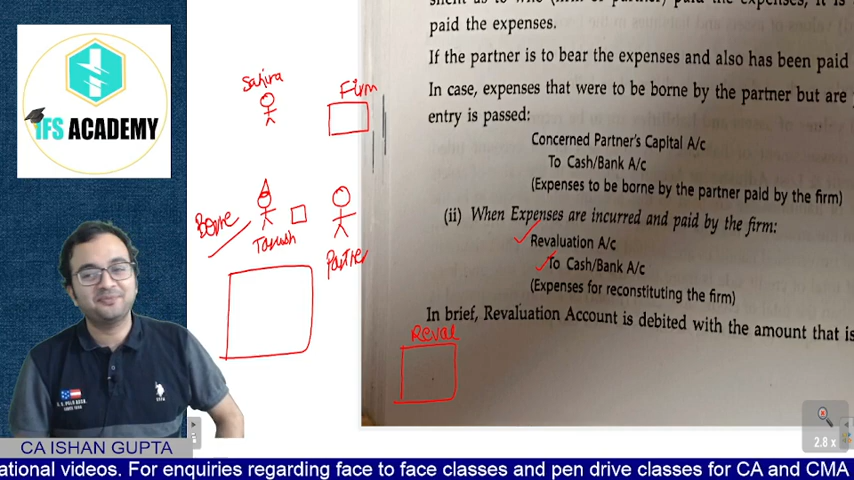 IFS ACADEMY
Sakira
Firm
Borne
Tarush
Partner
paid the expenses.
If the partner is to bear the expenses and also has been paid
In case, expenses that were to be borne by the partner but are
entry is passed:
Concerned Partner's Capital A/c
To Cash/Bank A/c
(Expenses to be borne by the partner paid by the firm)
(ii) When Expenses are incurred and paid by the firm:
Revaluation A/c
To Cash/Bank A/c
(Expenses for reconstituting the firm)
In brief, Revaluation Account is debited with the amount that is
Reval
2.8 x
CA ISHAN GUPTA
ational videos. For enquiries regarding face to face classes and pen drive classes for CA and CMA